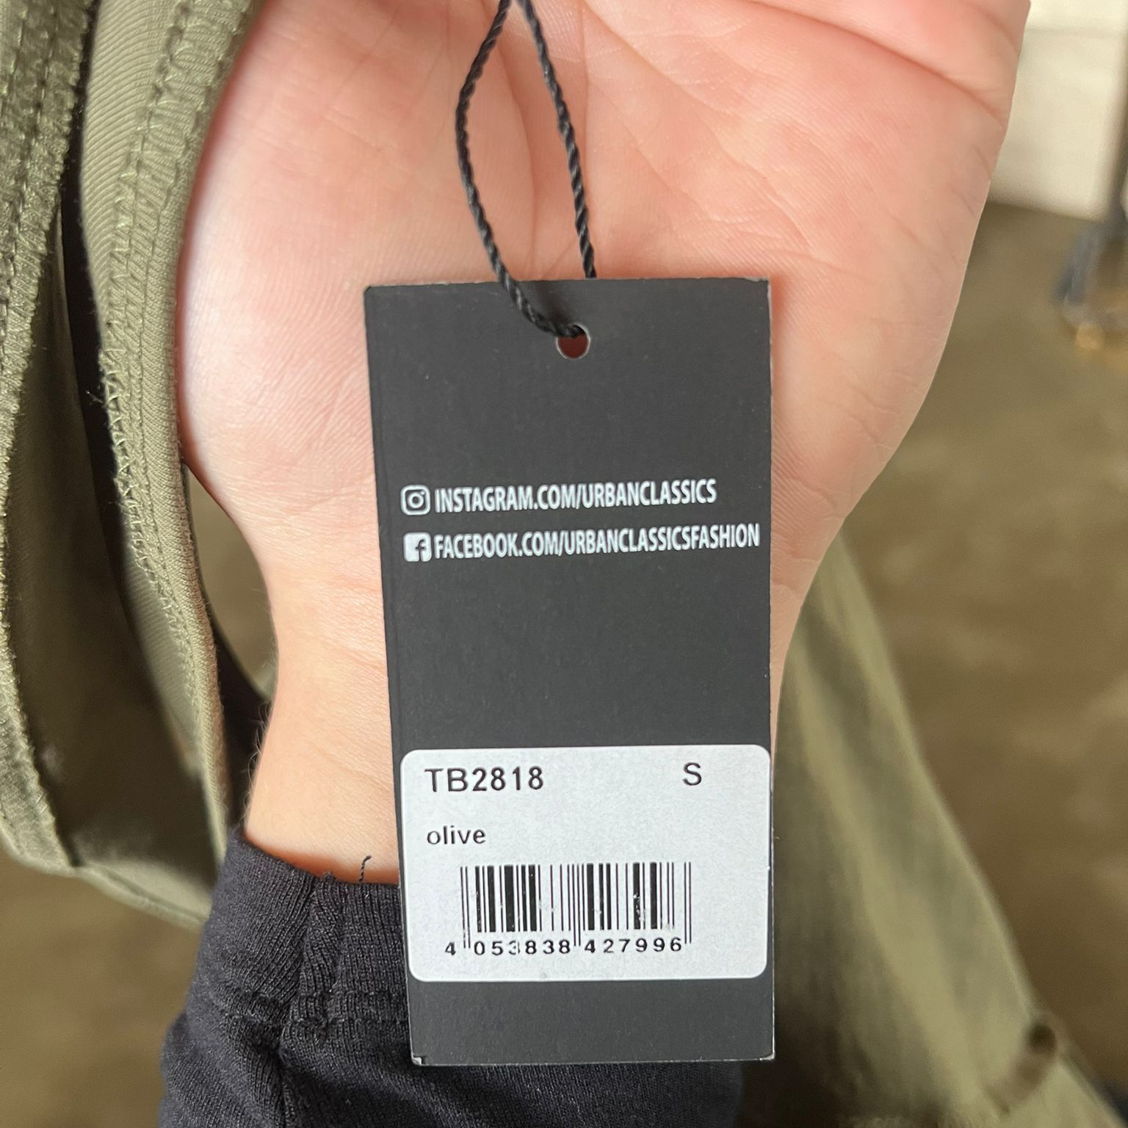 INSTAGRAM.COM/URBANCLASSICS
FACEBOOK.COM/URBANCLASSICSFASHION
TB2818 S
olive
4 053838 427996